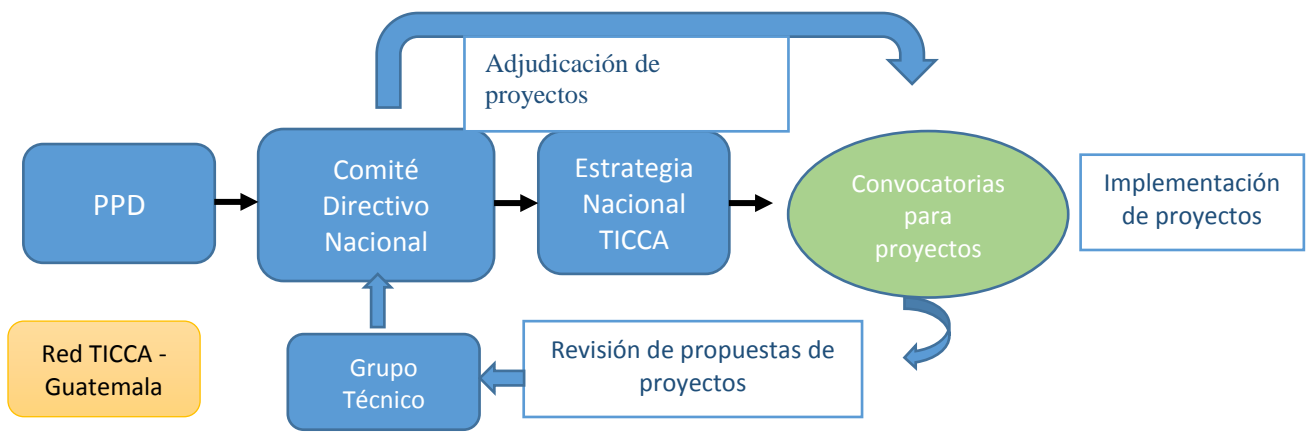 Adjudicación de
proyectos
PPD
Comité
Directivo
Nacional
Estrategia
Nacional
TICCA
Convocatorias
para
proyectos
Implementación
de proyectos
Red TICCA -
Guatemala
Grupo
Técnico
Revisión de propuestas de
proyectos